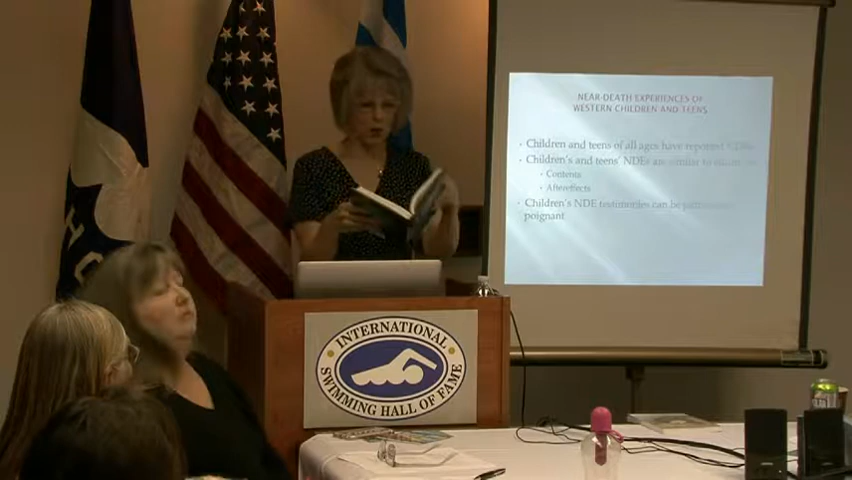 NEAR-DEATH EXPERIENCES OF
WESTERN CHILDREN AND TEENS
• Children and teens of all ages have reported NDEs
• Children's and teens' NDEs are similar to
• Contents
• Aftereffects
• Children's NDE testimonies can be
poignant
INTERNATIONAL
SWIMMING HALL OF FAME
H